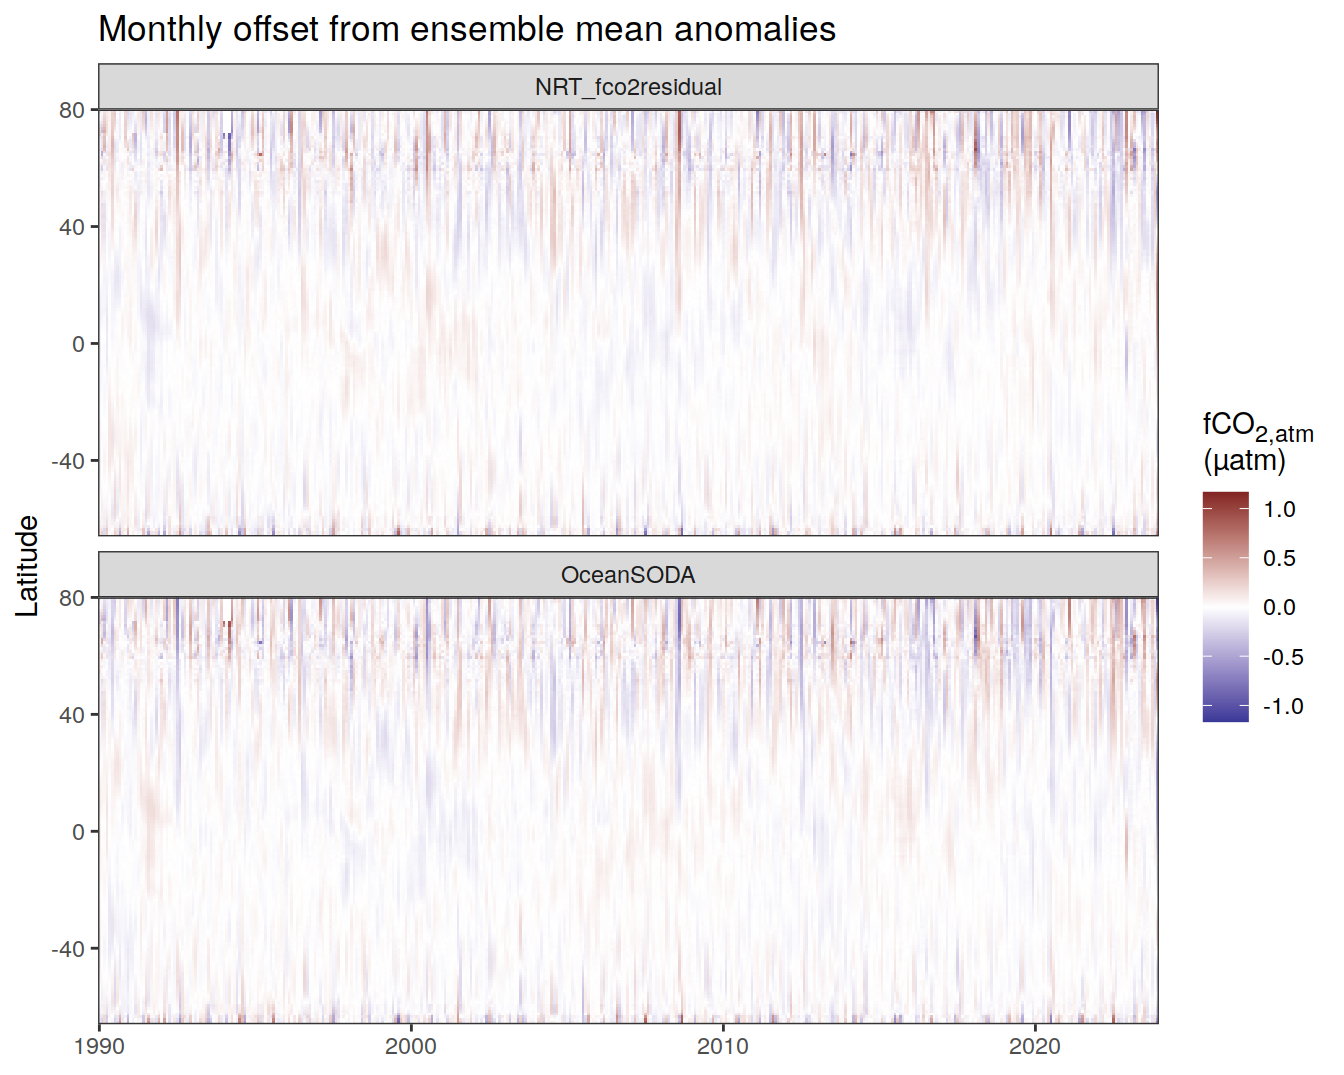 Monthly offset from ensemble mean anomalies
NRT_fco2residual
80
40
0
-40
OceanSODA
80
40
0
-40
1990
2000
2010
2020
Latitude
fCO2,atm
(µatm)
1.0
0.5
0.0
-0.5
-1.0